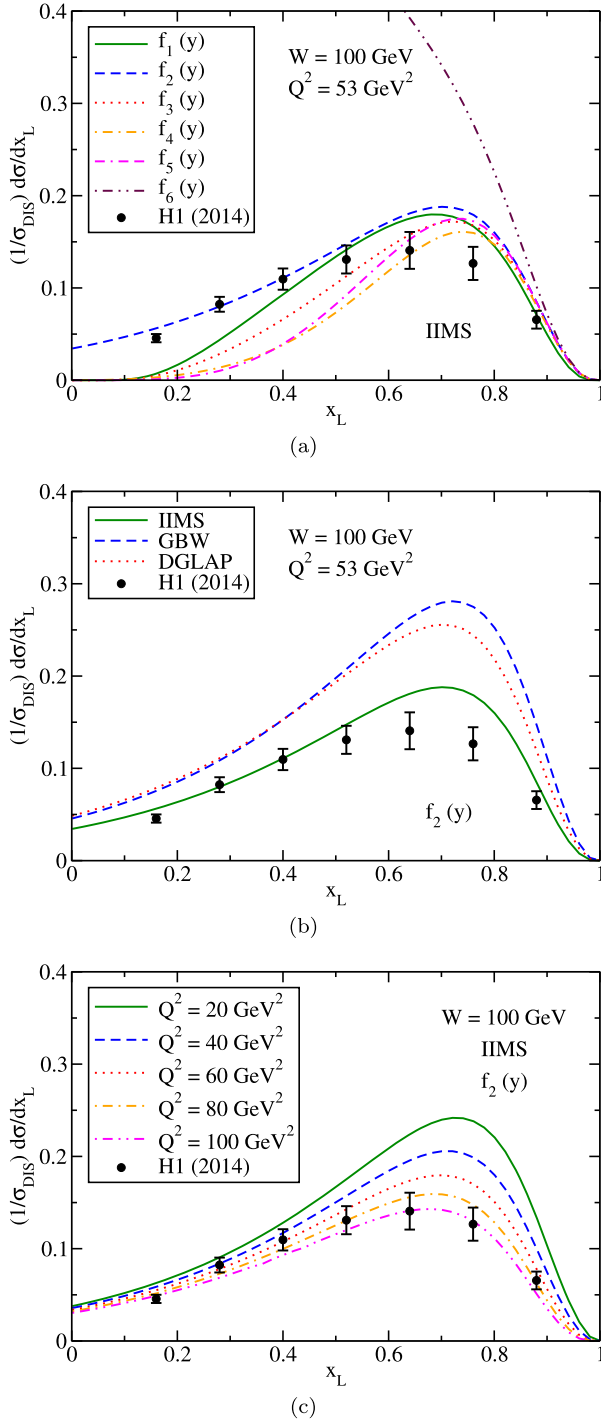 0.4
0.3
0.2
0.1
0
(1/σ_DIS) dσ/dx_L
f_1 (y)
f_2 (y)
f_3 (y)
f_4 (y)
f_5 (y)
f_6 (y)
H1 (2014)
W = 100 GeV
Q^2 = 53 GeV^2
IIMS
0 0.2 0.4 0.6 0.8 1
x_L
(a)
0.4
0.3
0.2
0.1
0
(1/σ_DIS) dσ/dx_L
IIMS
GBW
DGLAP
H1 (2014)
W = 100 GeV
Q^2 = 53 GeV^2
f_2 (y)
0 0.2 0.4 0.6 0.8 1
x_L
(b)
0.4
0.3
0.2
0.1
0
(1/σ_DIS) dσ/dx_L
Q^2 = 20 GeV^2
Q^2 = 40 GeV^2
Q^2 = 60 GeV^2
Q^2 = 80 GeV^2
Q^2 = 100 GeV^2
H1 (2014)
W = 100 GeV
IIMS
f_2 (y)
0 0.2 0.4 0.6 0.8 1
x_L
(c)